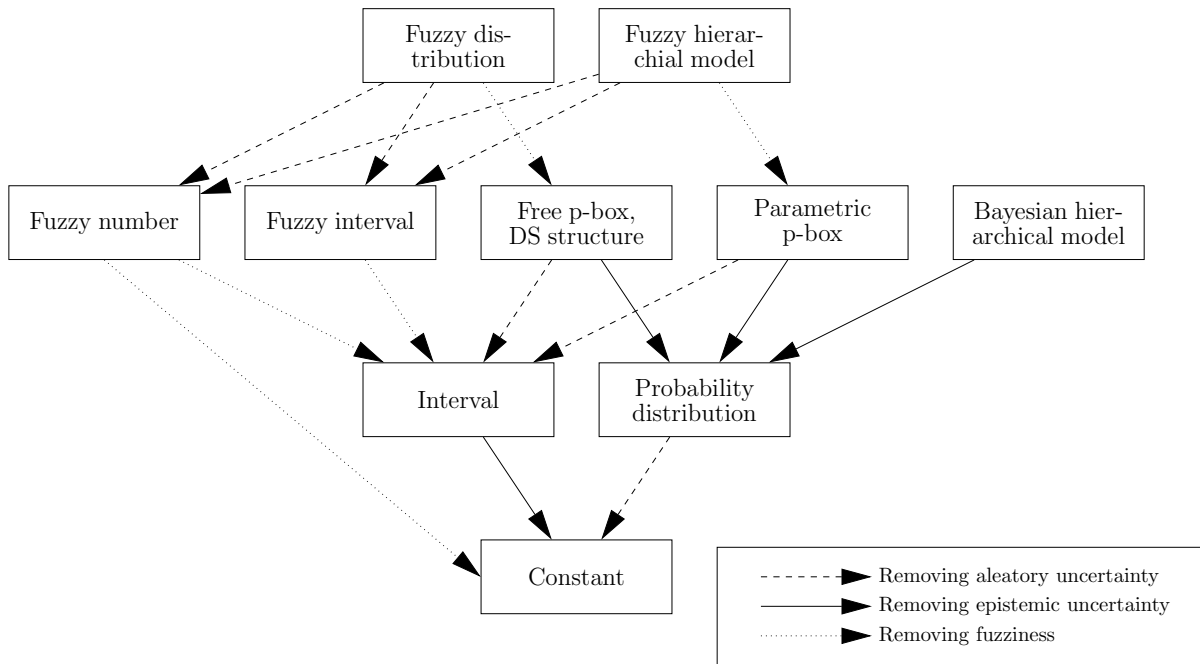 Fuzzy dis-
tribution
Fuzzy hierar-
chial model
Fuzzy number
Fuzzy interval
Free p-box,
DS structure
Parametric
p-box
Bayesian hier-
archical model
Interval
Probability
distribution
Constant
Removing aleatory uncertainty
Removing epistemic uncertainty
Removing fuzziness